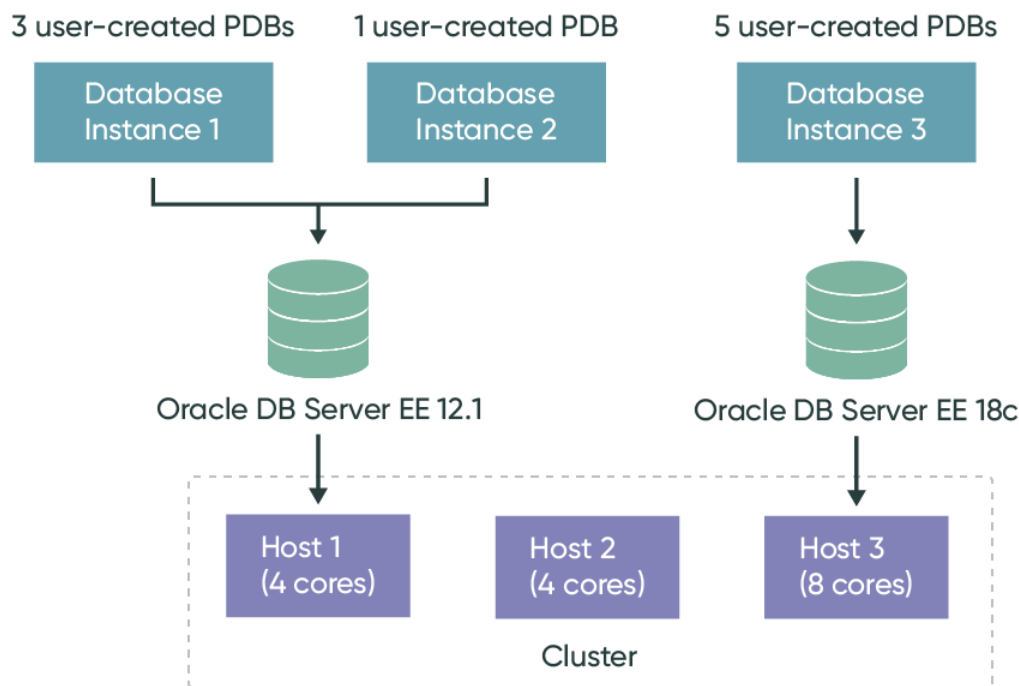 3 user-created PDBs
1 user-created PDB
5 user-created PDBs
Database
Instance 1
Database
Instance 2
Database
Instance 3
Oracle DB Server EE 12.1
Oracle DB Server EE 18c
Host 1
(4 cores)
Host 2
(4 cores)
Host 3
(8 cores)
Cluster